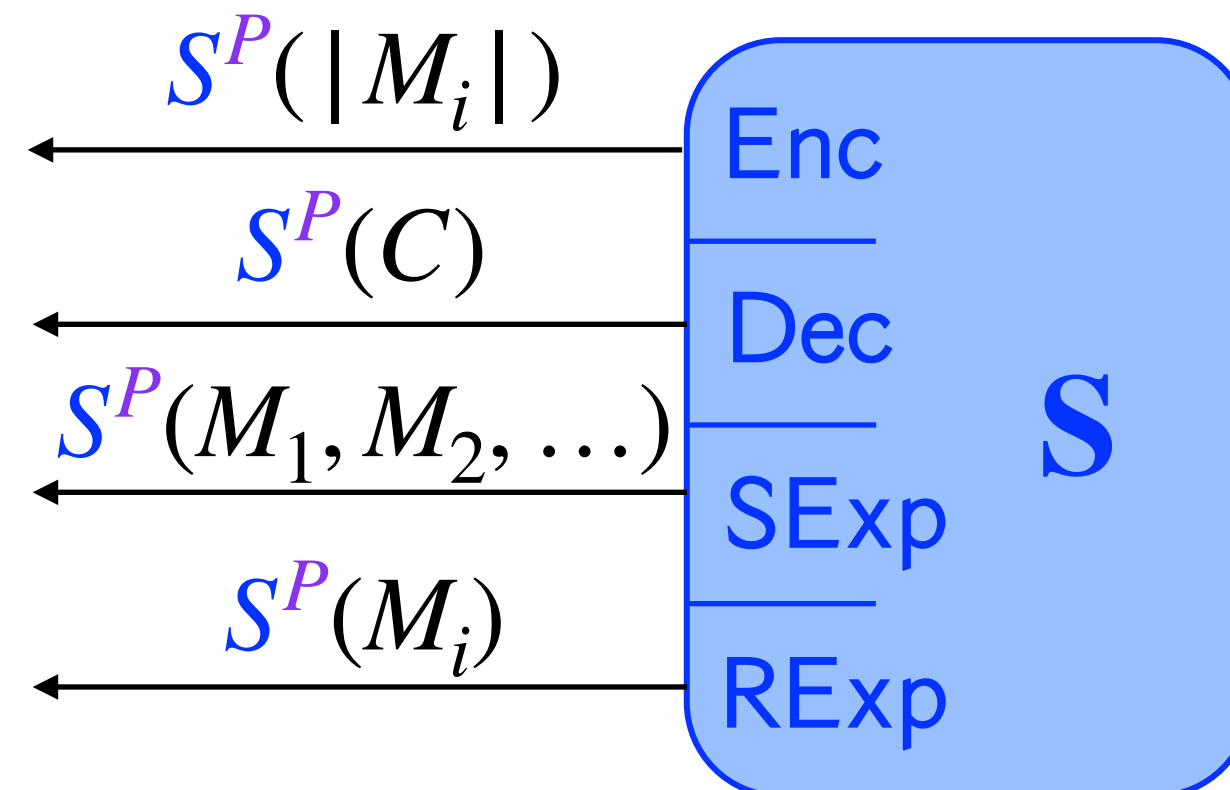 S^P(|M_i|)
Enc
S^P(C)
Dec
S^P(M_1, M_2, …)
S
SExp
S^P(M_i)
RExp